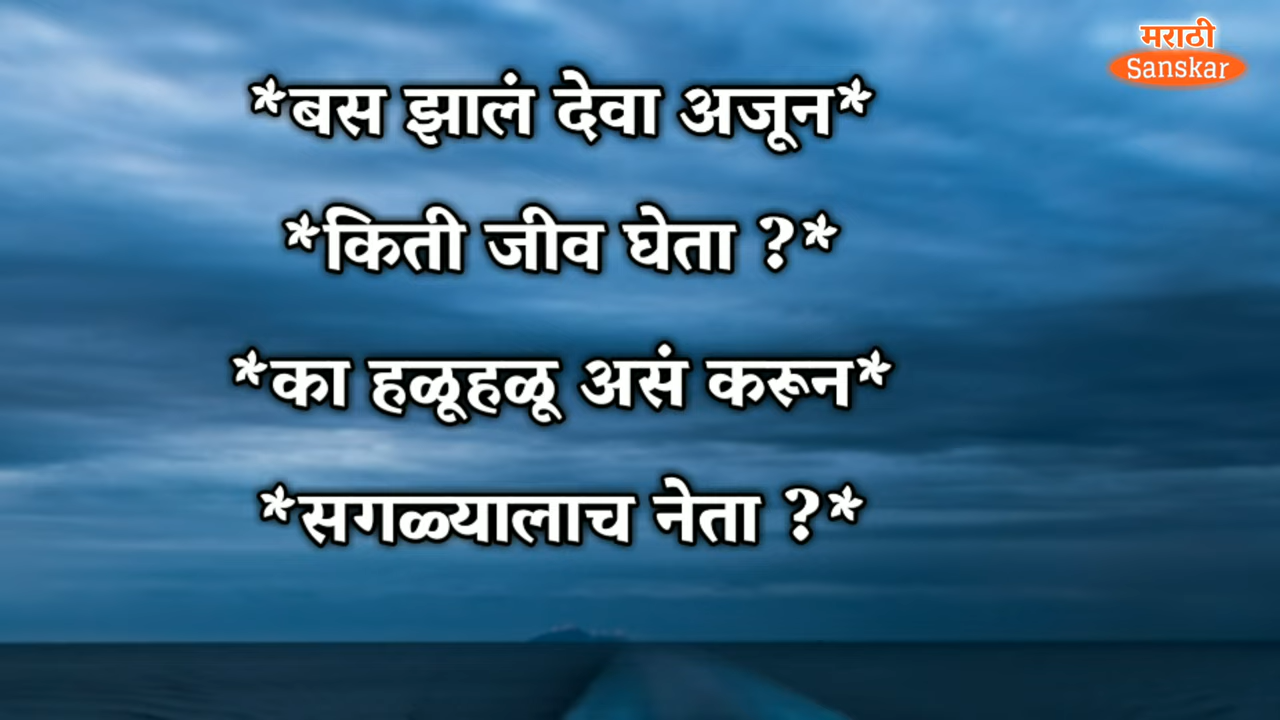 मराठी
Sanskar
*बस झालं देवा अजून*
*किती जीव घेता ?*
*का हळूहळू असं करून*
*सगळ्यालाच नेता ?*